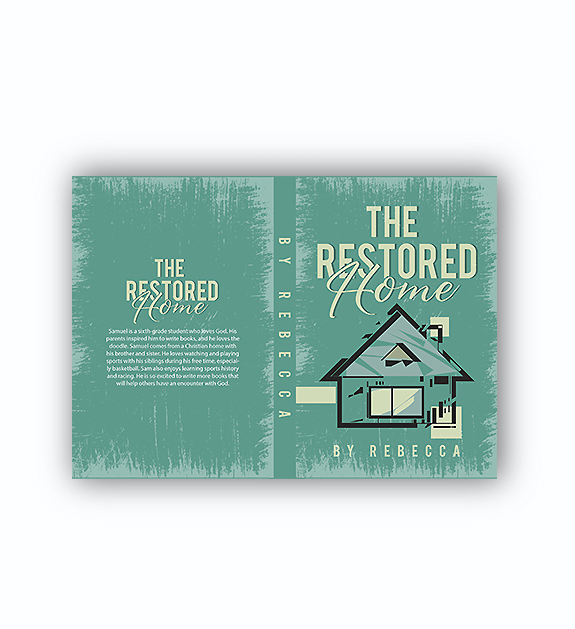 THE
RESTORED
Home
Samuel is a sixth-grade student who loves God. His
parents inspired him to write books, and he loves the
doodle. Samuel comes from a Christian home with
his brother and sister. He loves watching and playing
sports with his siblings during his free time, especial-
ly basketball. Sam also enjoys learning sports history
and racing. He is so excited to write more books that
will help others have an encounter with God.
BY REBECCA
THE
RESTORED
Home
BY REBECCA